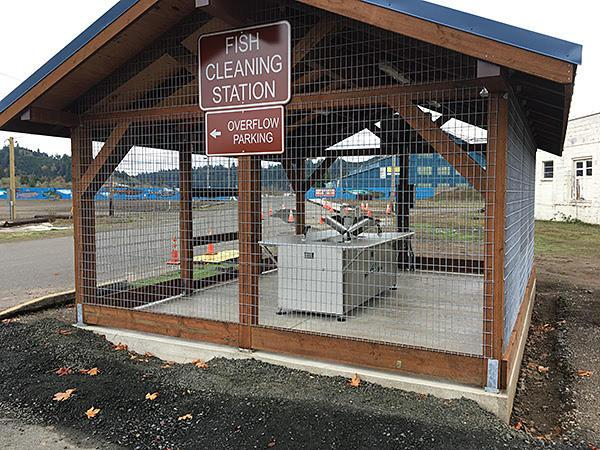 FISH
CLEANING
STATION
OVERFLOW
PARKING